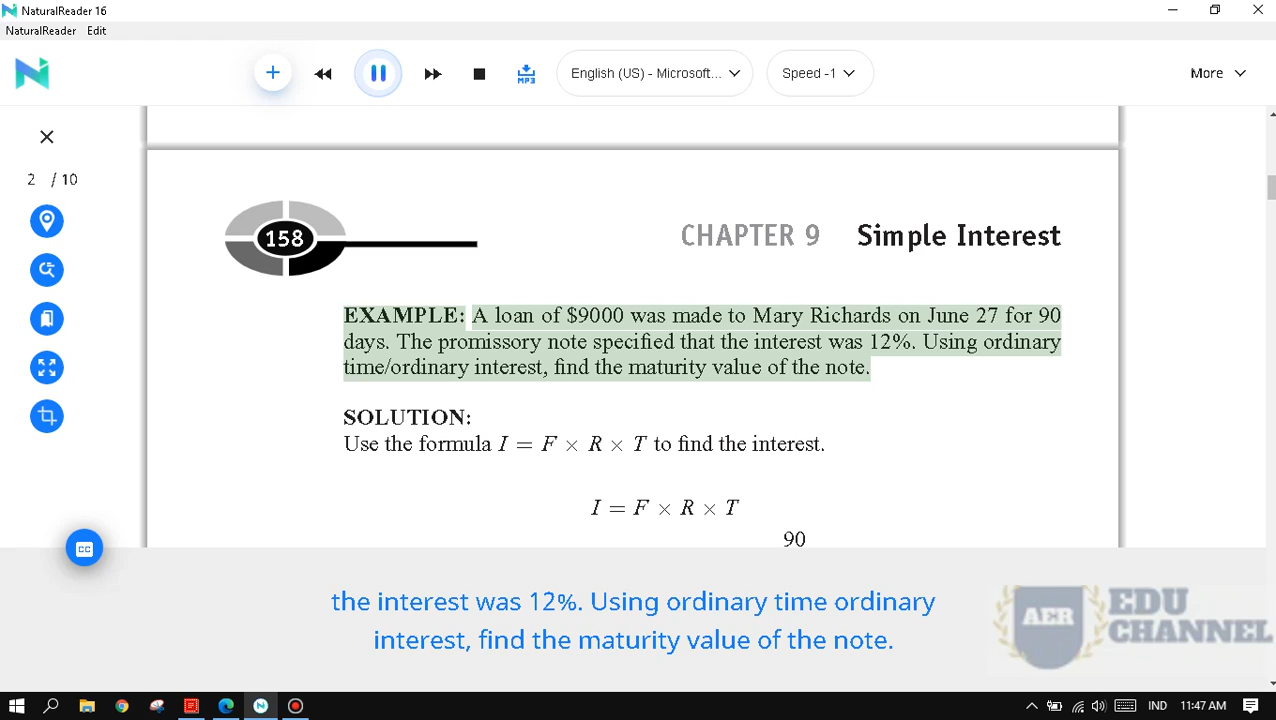 NaturalReader 16
NaturalReader Edit
MP3
English (US) - Microsoft...
Speed -1
More
2 / 10
158
CHAPTER 9 Simple Interest
EXAMPLE: A loan of $9000 was made to Mary Richards on June 27 for 90
days. The promissory note specified that the interest was 12%. Using ordinary
time/ordinary interest, find the maturity value of the note.
SOLUTION:
Use the formula I = F × R × T to find the interest.
I = F × R × T
90
CC
the interest was 12%. Using ordinary time ordinary
interest, find the maturity value of the note.
AER EDU
CHANNEL
IND 11:47 AM